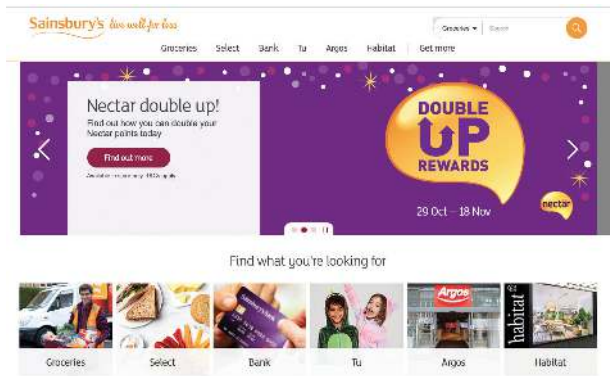 Sainsbury's live well for less
Groceries
Search
Groceries Select Bank Tu Argos Habitat Get more
Nectar double up!
Find out how you can double your
Nectar points today
Find out more
DOUBLE
UP
REWARDS
29 Oct – 18 Nov
nectar
Find what you're looking for
Sainsbury's Bank
Argos
habitat
Groceries Select Bank Tu Argos Habitat